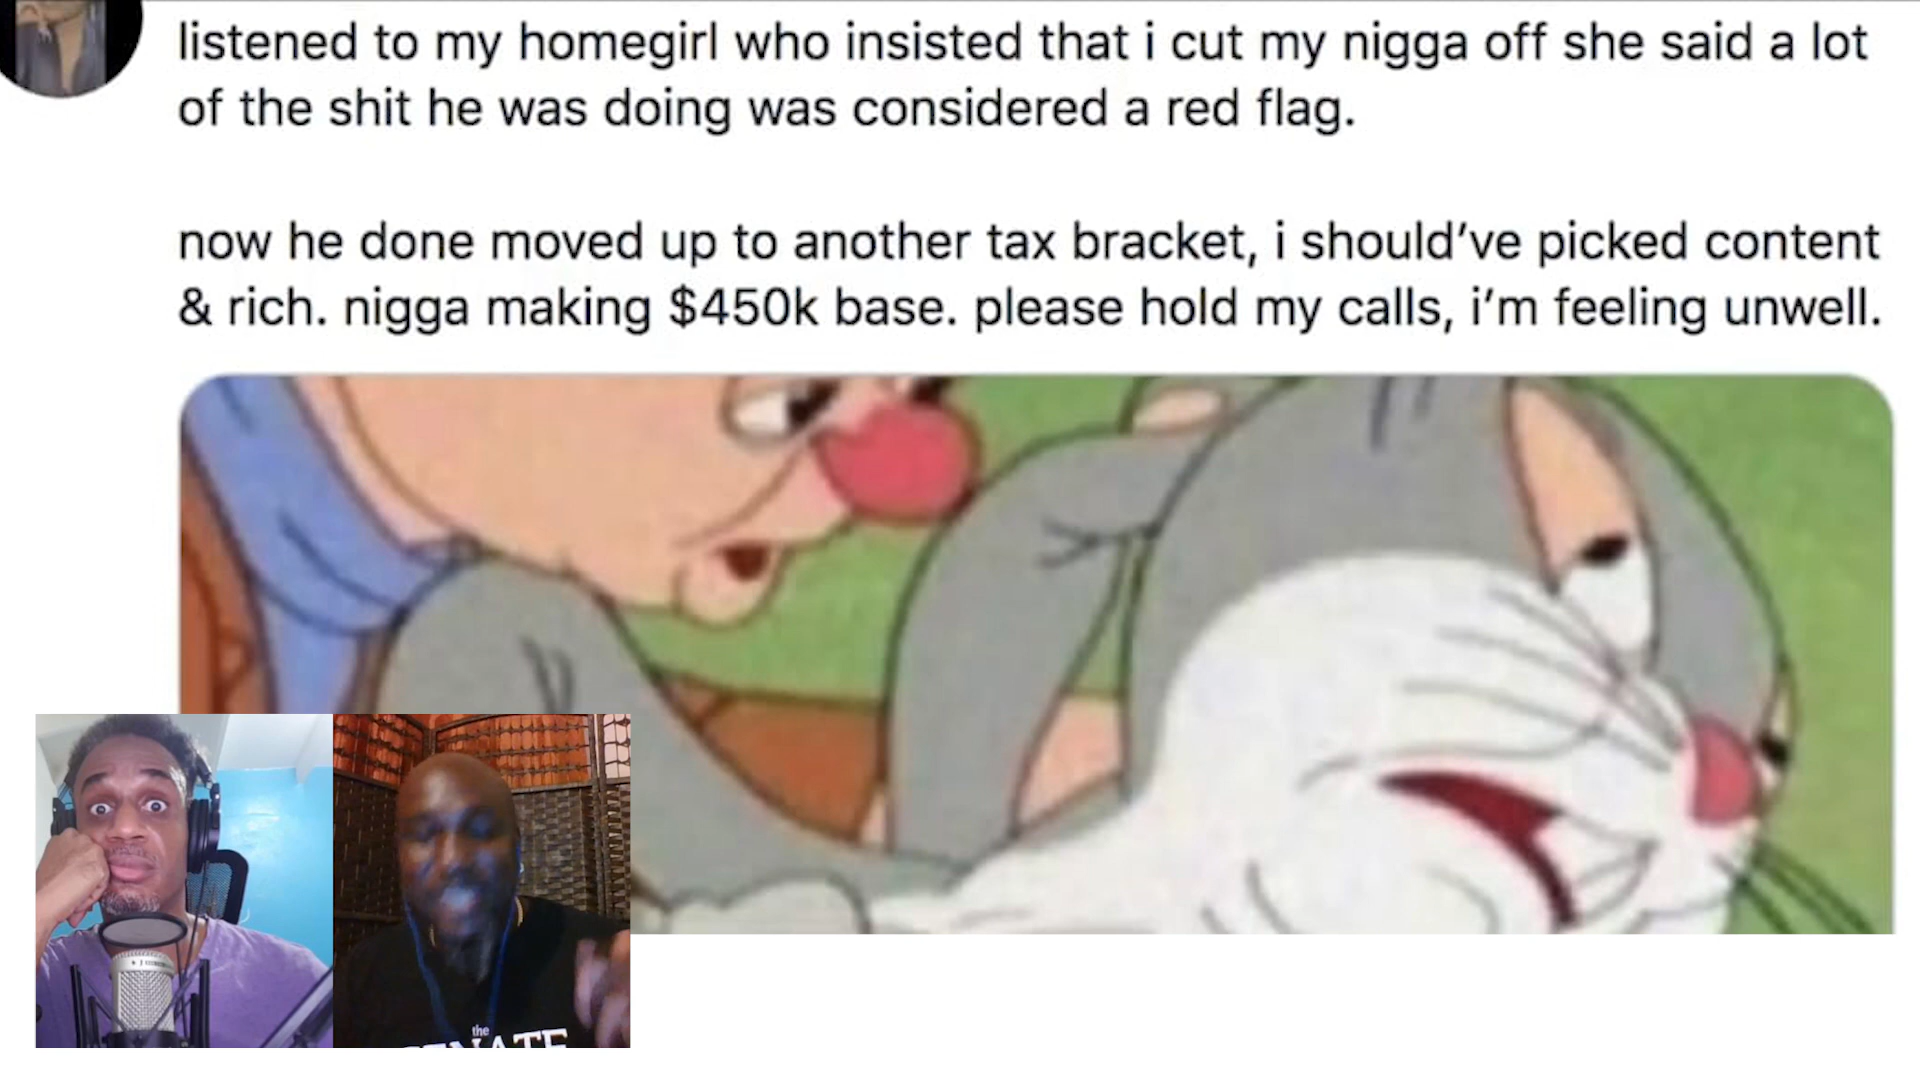 listened to my homegirl who insisted that i cut my nigga off she said a lot
of the shit he was doing was considered a red flag.
now he done moved up to another tax bracket, i should've picked content
& rich. nigga making $450k base. please hold my calls, i'm feeling unwell.
the